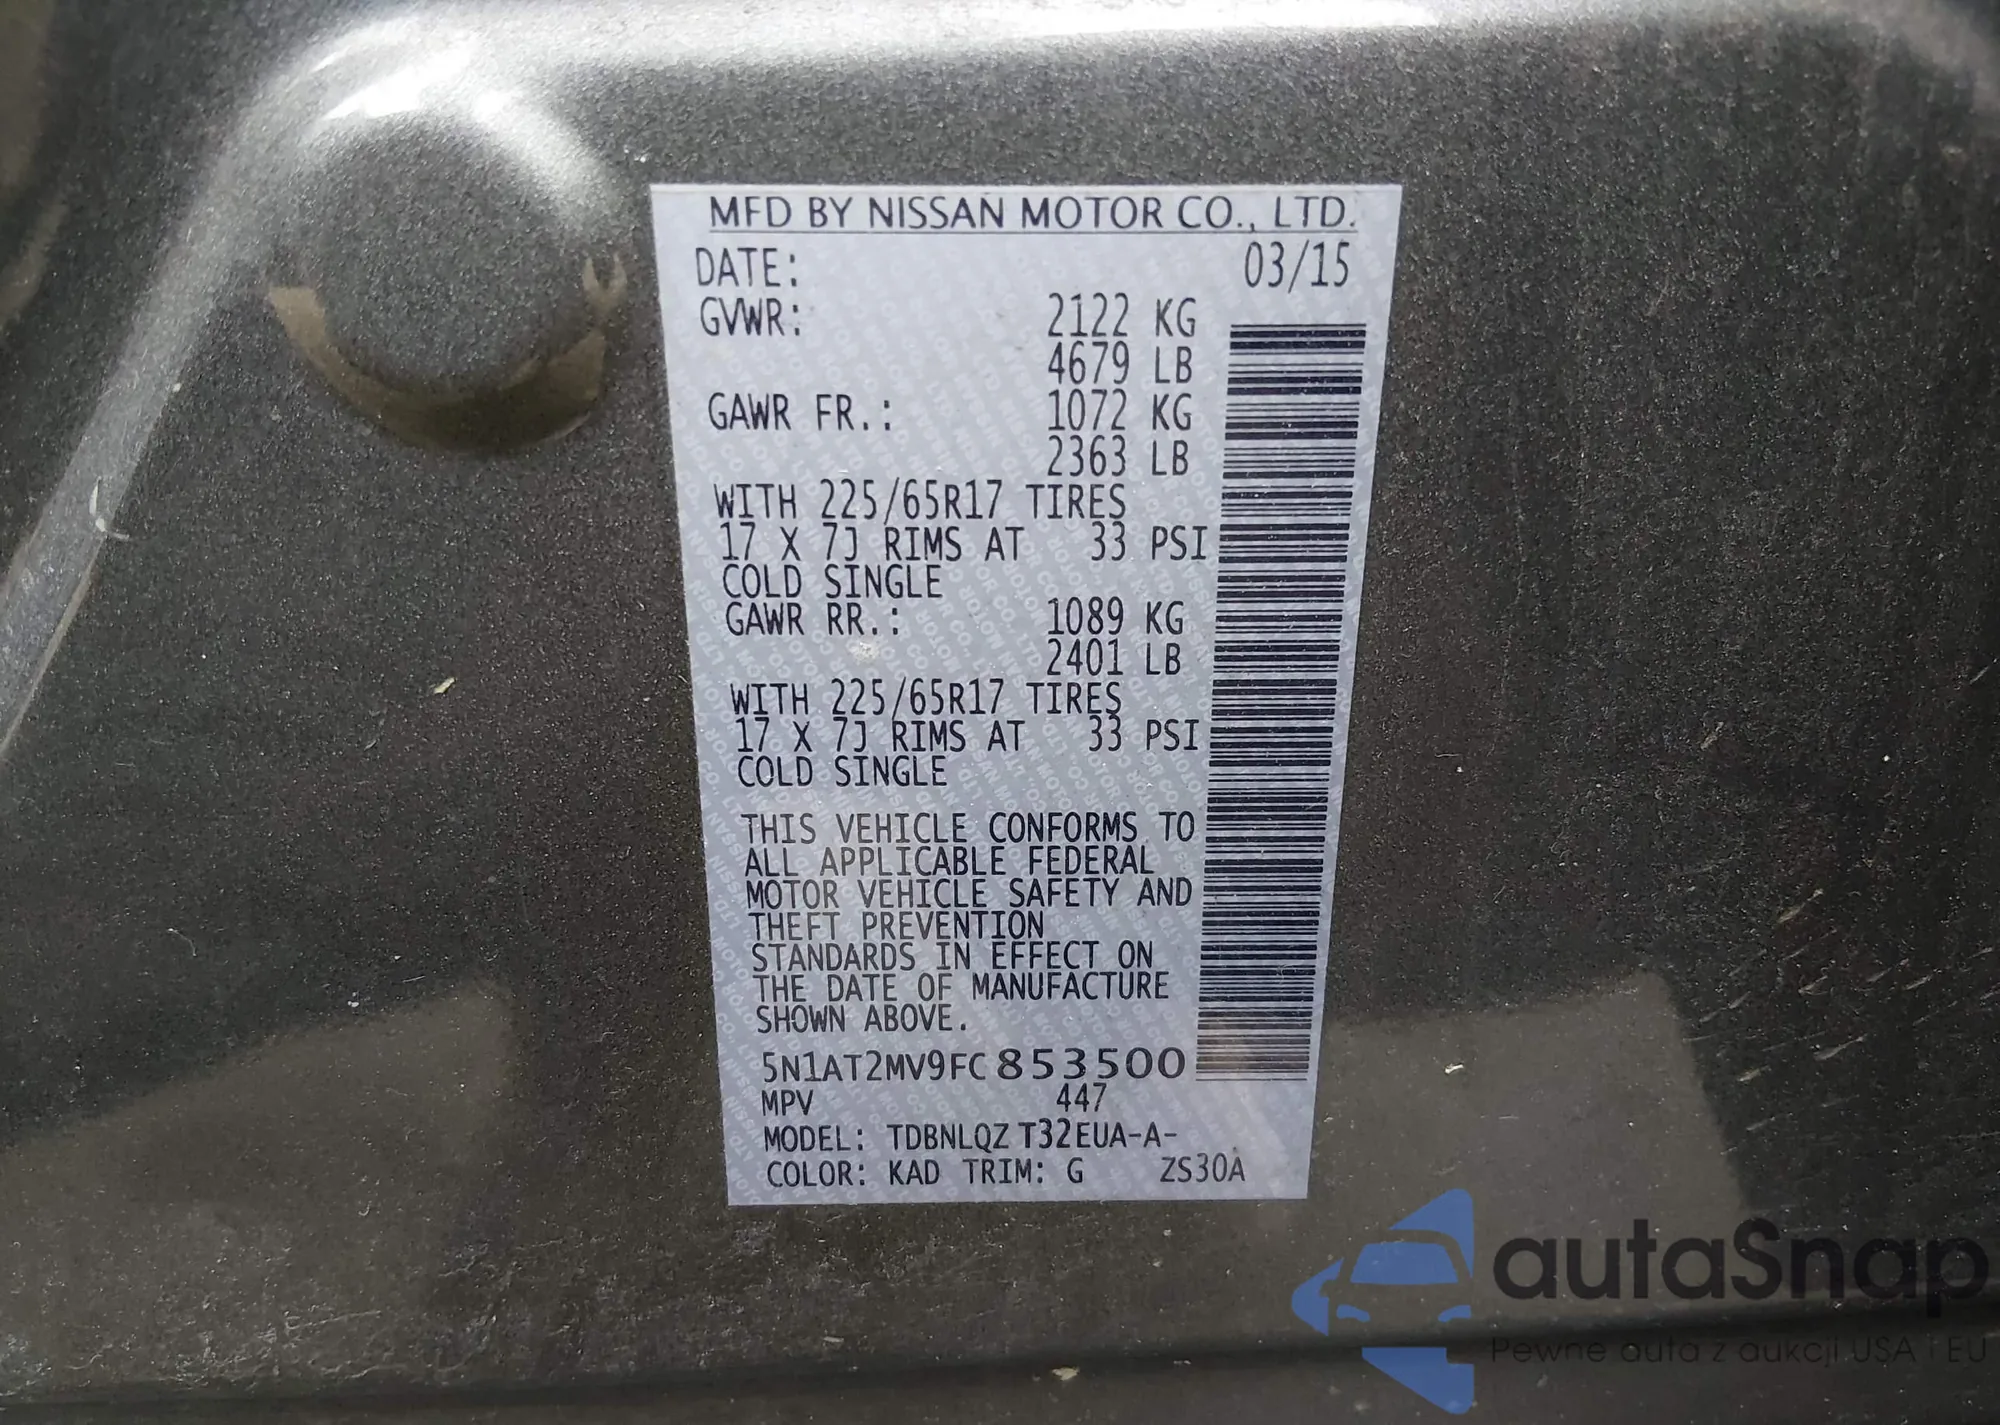 MFD BY NISSAN MOTOR CO., LTD.
DATE: 03/15
GVWR: 2122 KG
4679 LB
GAWR FR.: 1072 KG
2363 LB
WITH 225/65R17 TIRES
17 X 7J RIMS AT 33 PSI
COLD SINGLE
GAWR RR.: 1089 KG
2401 LB
WITH 225/65R17 TIRES
17 X 7J RIMS AT 33 PSI
COLD SINGLE
THIS VEHICLE CONFORMS TO
ALL APPLICABLE FEDERAL
MOTOR VEHICLE SAFETY AND
THEFT PREVENTION
STANDARDS IN EFFECT ON
THE DATE OF MANUFACTURE
SHOWN ABOVE.
5N1AT2MV9FC853500
MPV 447
MODEL: TDBNLQZ T32EUA-A-
COLOR: KAD TRIM: G ZS30A
autaSnap
Pewne auta z aukcji USA i EU